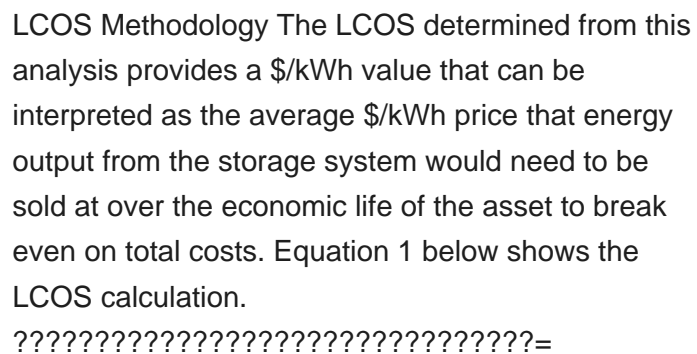 LCOS Methodology The LCOS determined from this
analysis provides a $/kWh value that can be
interpreted as the average $/kWh price that energy
output from the storage system would need to be
sold at over the economic life of the asset to break
even on total costs. Equation 1 below shows the
LCOS calculation.
????????????????????????????????=